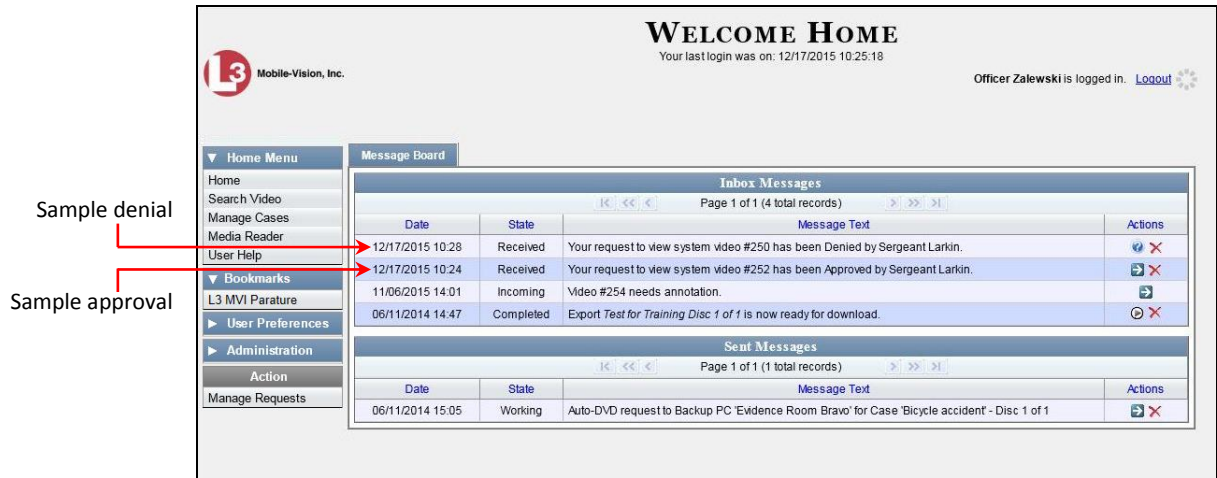 WELCOME HOME
Your last login was on: 12/17/2015 10:25:18
L3 Mobile-Vision, Inc.
Officer Zalewski is logged in. Logout
Home Menu
Home
Search Video
Manage Cases
Media Reader
User Help
Bookmarks
L3 MVI Parature
User Preferences
Administration
Action
Manage Requests
Sample denial
Sample approval
Message Board
Inbox Messages
Page 1 of 1 (4 total records)
Date State Message Text Actions
12/17/2015 10:28 Received Your request to view system video #250 has been Denied by Sergeant Larkin.
12/17/2015 10:24 Received Your request to view system video #252 has been Approved by Sergeant Larkin.
11/06/2015 14:01 Incoming Video #254 needs annotation.
06/11/2014 14:47 Completed Export Test for Training Disc 1 of 1 is now ready for download.
Sent Messages
Page 1 of 1 (1 total records)
Date State Message Text Actions
06/11/2014 15:05 Working Auto-DVD request to Backup PC 'Evidence Room Bravo' for Case 'Bicycle accident' - Disc 1 of 1